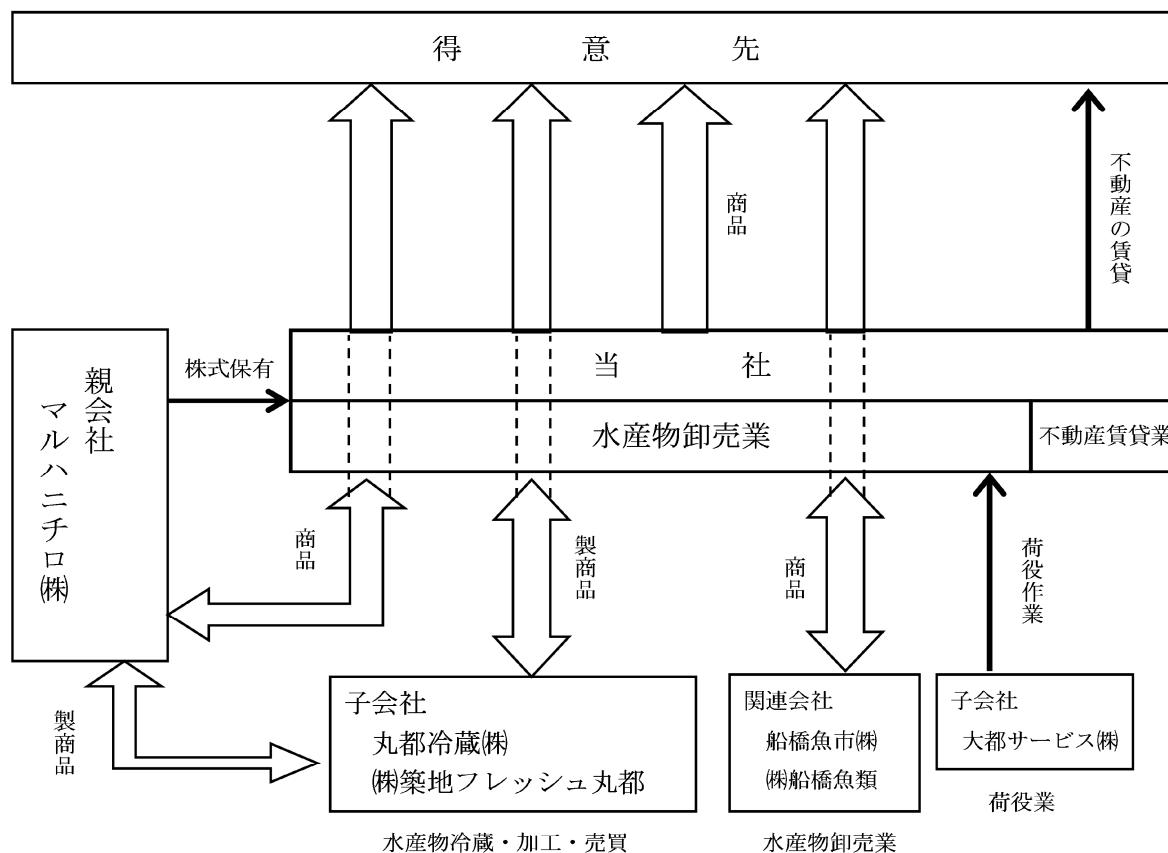 得意先
商品
不動産の賃貸
親会社
マルハニチロ㈱
株式保有
当社
水産物卸売業
不動産賃貸業
商品
製商品
商品
荷役作業
製商品
子会社
丸都冷蔵㈱
㈱築地フレッシュ丸都
関連会社
船橋魚市㈱
㈱船橋魚類
子会社
大都サービス㈱
荷役業
水産物冷蔵・加工・売買
水産物卸売業